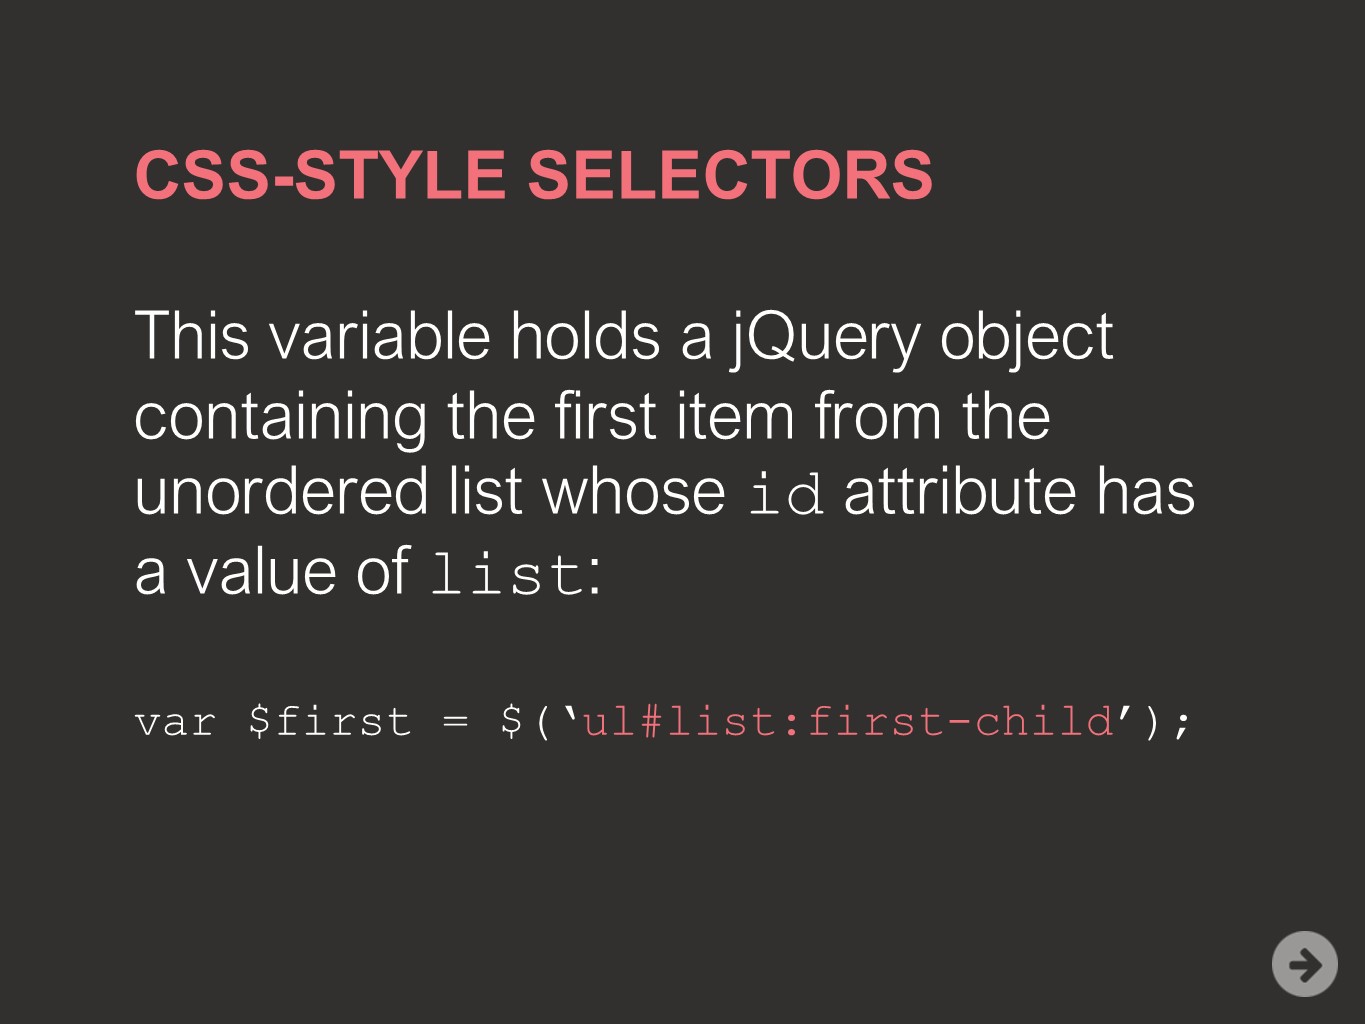 CSS-STYLE SELECTORS
This variable holds a jQuery object
containing the first item from the
unordered list whose id attribute has
a value of list:
var $first = $(‘ul#list:first-child’);